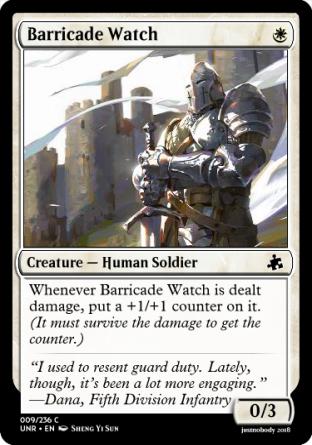 Barricade Watch
Creature — Human Soldier
Whenever Barricade Watch is dealt
damage, put a +1/+1 counter on it.
(It must survive the damage to get the
counter.)
“I used to resent guard duty. Lately,
though, it’s been a lot more engaging.”
—Dana, Fifth Division Infantry
0/3
009/236 C
UNR • EN Sheng Yi Sun
justnobody 2018